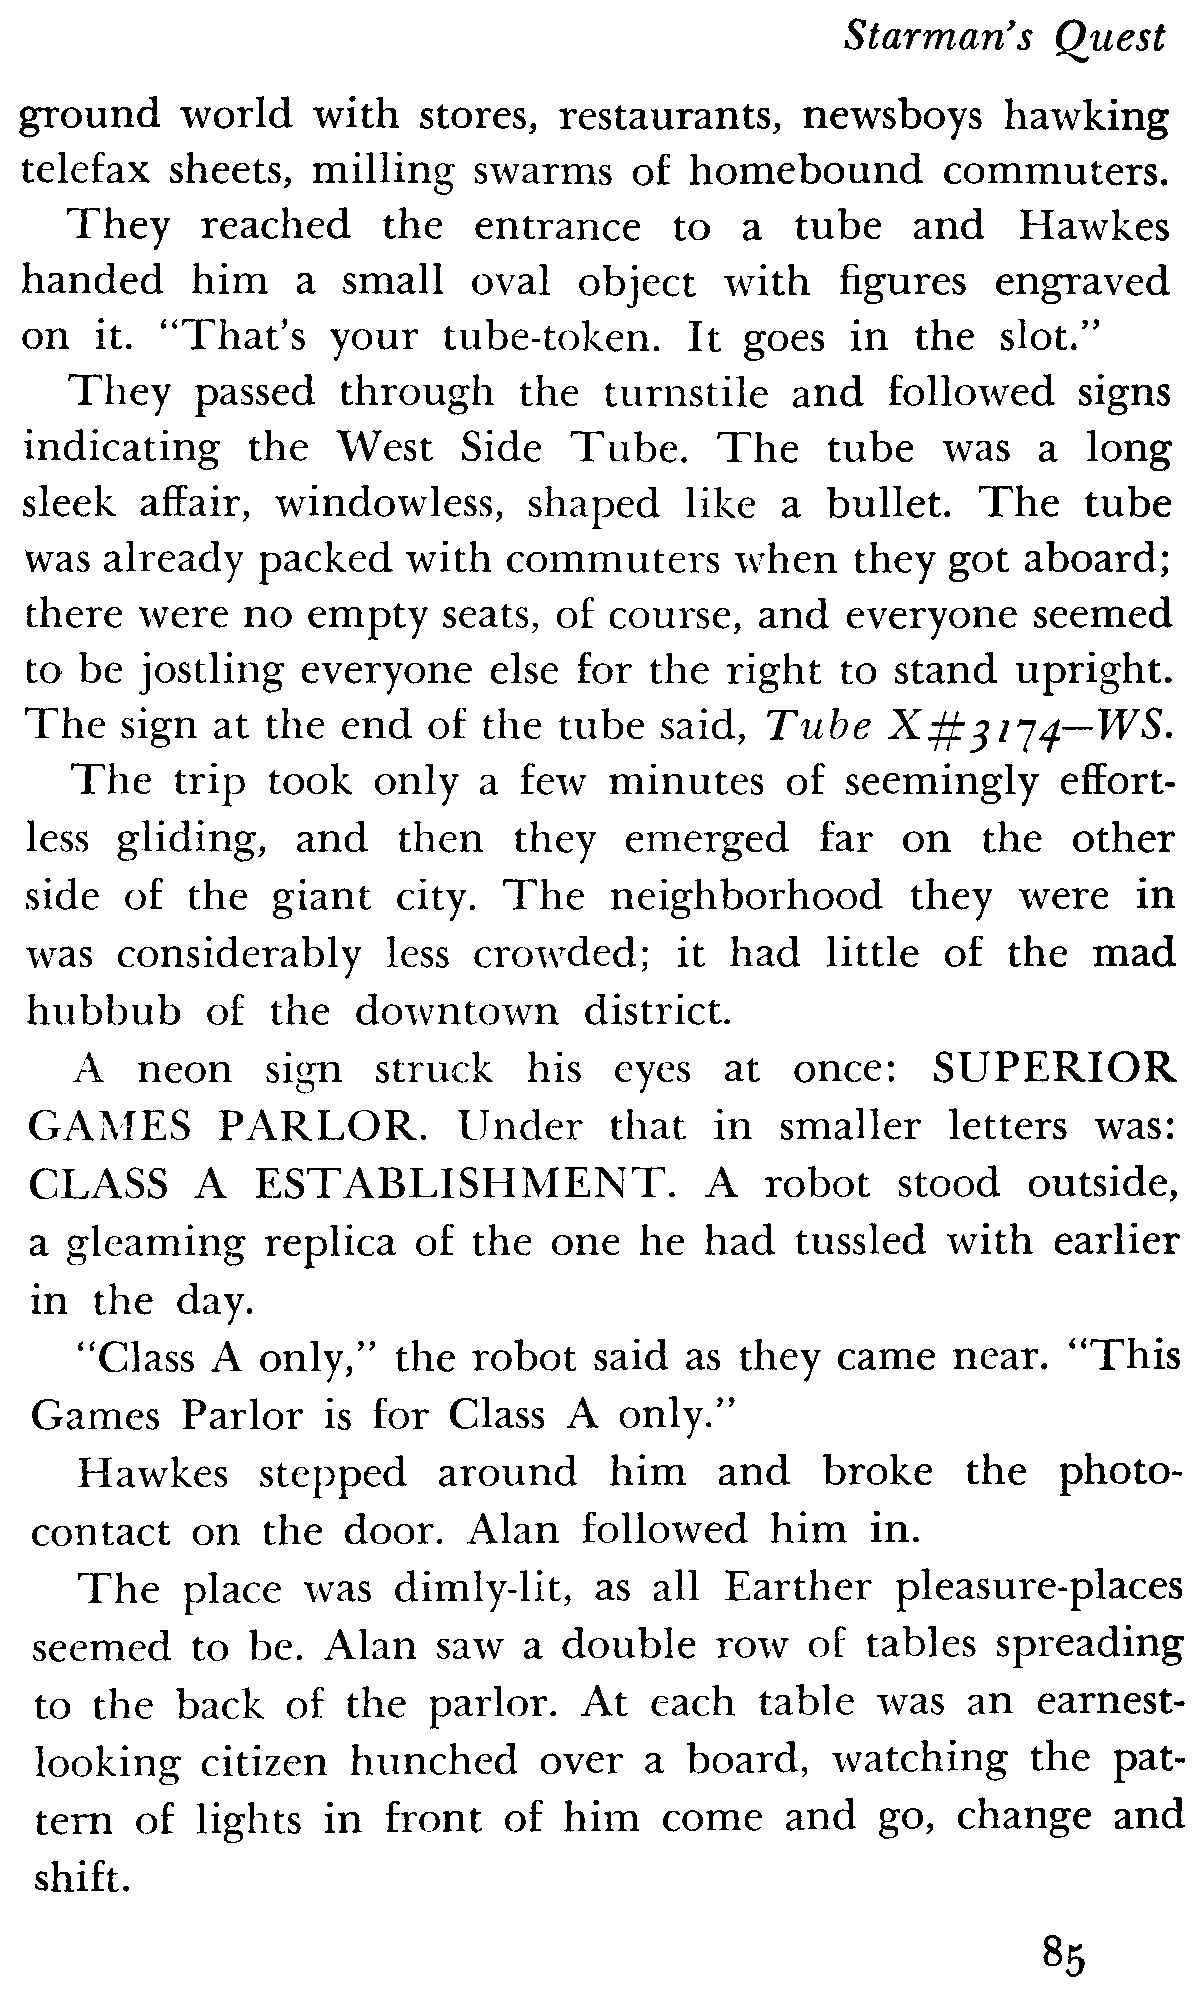 Starman's Quest
ground world with stores, restaurants, newsboys hawking
telefax sheets, milling swarms of homebound commuters.
They reached the entrance to a tube and Hawkes
handed him a small oval object with figures engraved
on it. "That's your tube-token. It goes in the slot."
They passed through the turnstile and followed signs
indicating the West Side Tube. The tube was a long
sleek affair, windowless, shaped like a bullet. The tube
was already packed with commuters when they got aboard;
there were no empty seats, of course, and everyone seemed
to be jostling everyone else for the right to stand upright.
The sign at the end of the tube said, Tube X#3174—WS.
The trip took only a few minutes of seemingly effort-
less gliding, and then they emerged far on the other
side of the giant city. The neighborhood they were in
was considerably less crowded; it had little of the mad
hubbub of the downtown district.
A neon sign struck his eyes at once: SUPERIOR
GAMES PARLOR. Under that in smaller letters was:
CLASS A ESTABLISHMENT. A robot stood outside,
a gleaming replica of the one he had tussled with earlier
in the day.
"Class A only," the robot said as they came near. "This
Games Parlor is for Class A only."
Hawkes stepped around him and broke the photo-
contact on the door. Alan followed him in.
The place was dimly-lit, as all Earther pleasure-places
seemed to be. Alan saw a double row of tables spreading
to the back of the parlor. At each table was an earnest-
looking citizen hunched over a board, watching the pat-
tern of lights in front of him come and go, change and
shift.
85